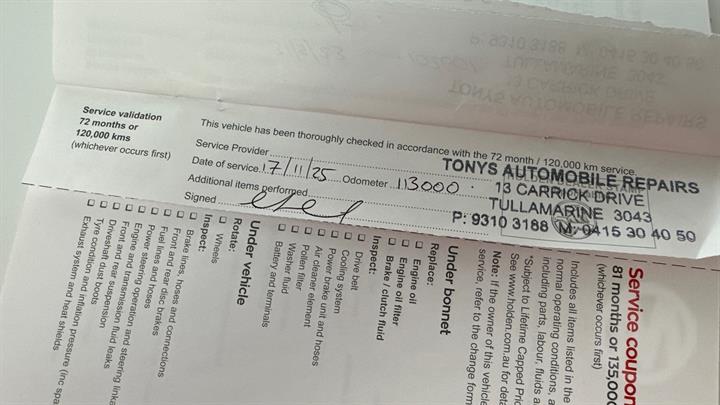 Service validation
72 months or
120,000 kms
(whichever occurs first)
This vehicle has been thoroughly checked in accordance with the 72 month / 120,000 km service.
Service Provider
Date of service 17/11/25 Odometer 113000
Additional items performed
Signed
TONYS AUTOMOBILE REPAIRS
13 CARRICK DRIVE
TULLAMARINE 3043
P: 9310 3188 M: 0415 30 40 50
Service coupon
81 months or 135,000
(whichever occurs first)
Includes all items listed in the
normal operating conditions, a
including parts, labour, fluids a
*Subject to Lifetime Capped Pric
See www.holden.com.au for deta
Note: If the owner of this vehicle
service, refer to the change form
Under bonnet
Replace:
Engine oil
Engine oil filter
Brake / clutch fluid
Inspect:
Drive belt
Cooling system
Power brake unit and hoses
Air cleaner element
Pollen filter
Washer fluid
Battery and terminals
Under vehicle
Rotate:
Wheels
Inspect:
Brake lines, hoses and connections
Front and rear disc brakes
Fuel lines and hoses
Power steering operation and steering linka
Engine and transmission fluid leaks
Front and rear suspension
Driveshaft dust boots
Tyre condition and inflation pressure (inc spa
Exhaust system and heat shields